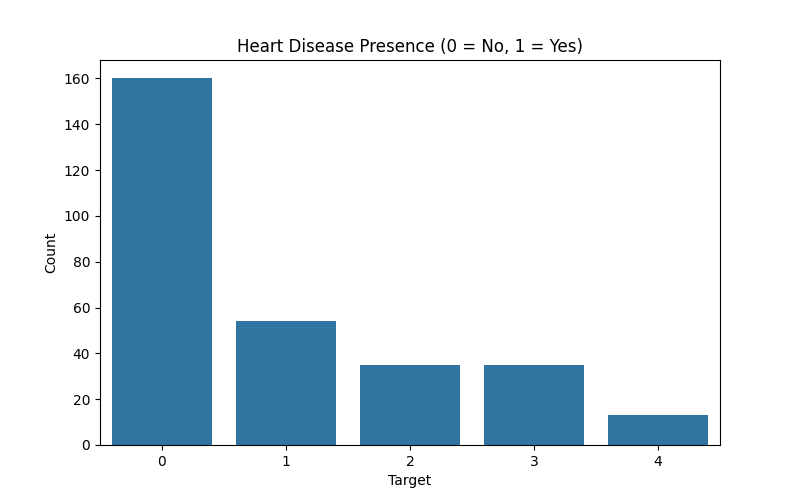 Heart Disease Presence (0 = No, 1 = Yes)
160
140
120
100
80
60
40
20
0
Count
0 1 2 3 4
Target